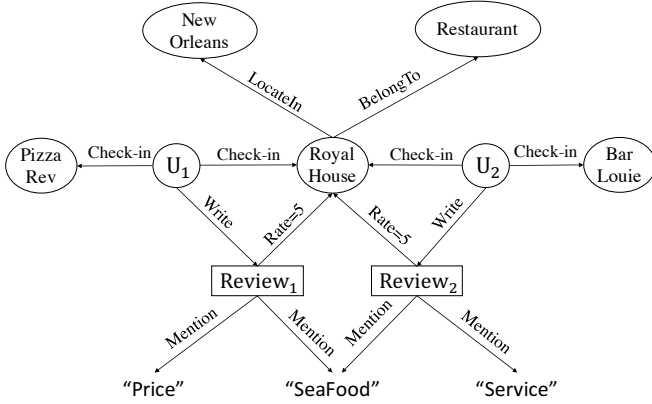 New
Orleans
Restaurant
LocateIn
BelongTo
Pizza
Rev
Check-in
U₁
Check-in
Royal
House
Check-in
U₂
Check-in
Bar
Louie
Write
Rate=5
Rate=5
Write
Review₁
Review₂
Mention
Mention
Mention
Mention
“Price”
“SeaFood”
“Service”